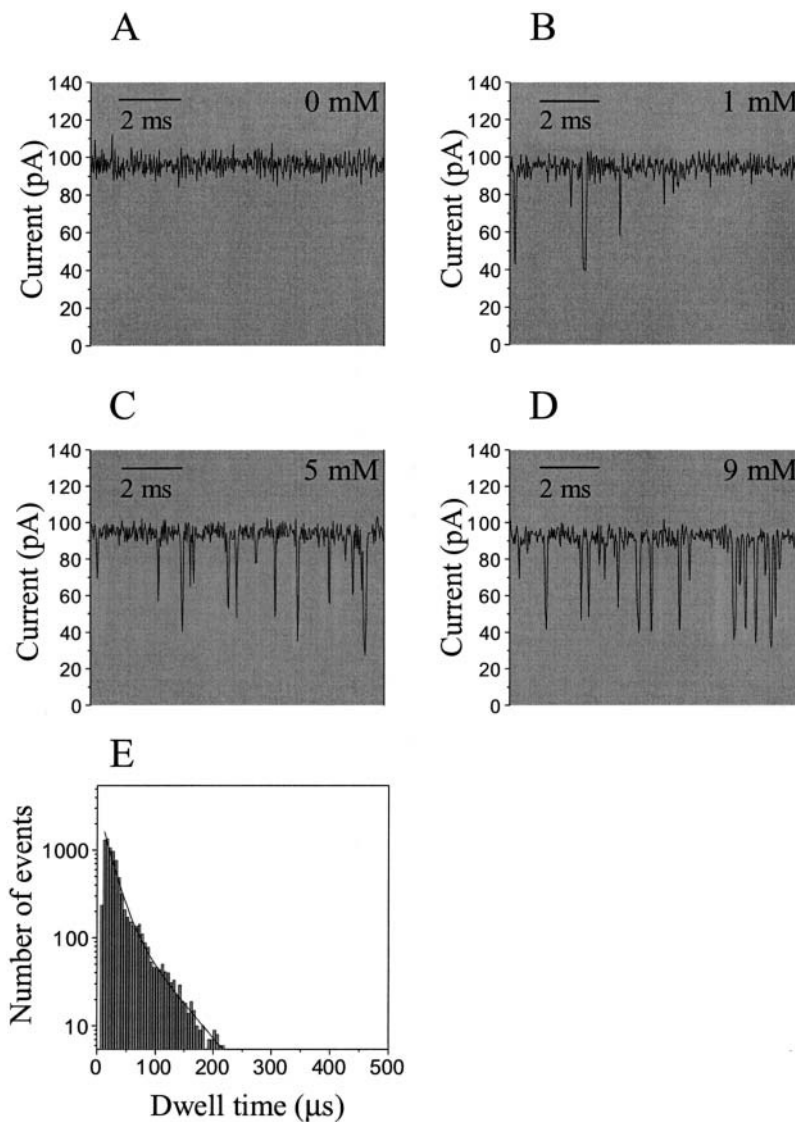 A
B
140
120
100
80
60
40
20
0
Current (pA)
2 ms
0 mM
140
120
100
80
60
40
20
0
Current (pA)
2 ms
1 mM
C
D
140
120
100
80
60
40
20
0
Current (pA)
2 ms
5 mM
140
120
100
80
60
40
20
0
Current (pA)
2 ms
9 mM
E
Number of events
1000
100
10
0
100
200
300
400
500
Dwell time (μs)